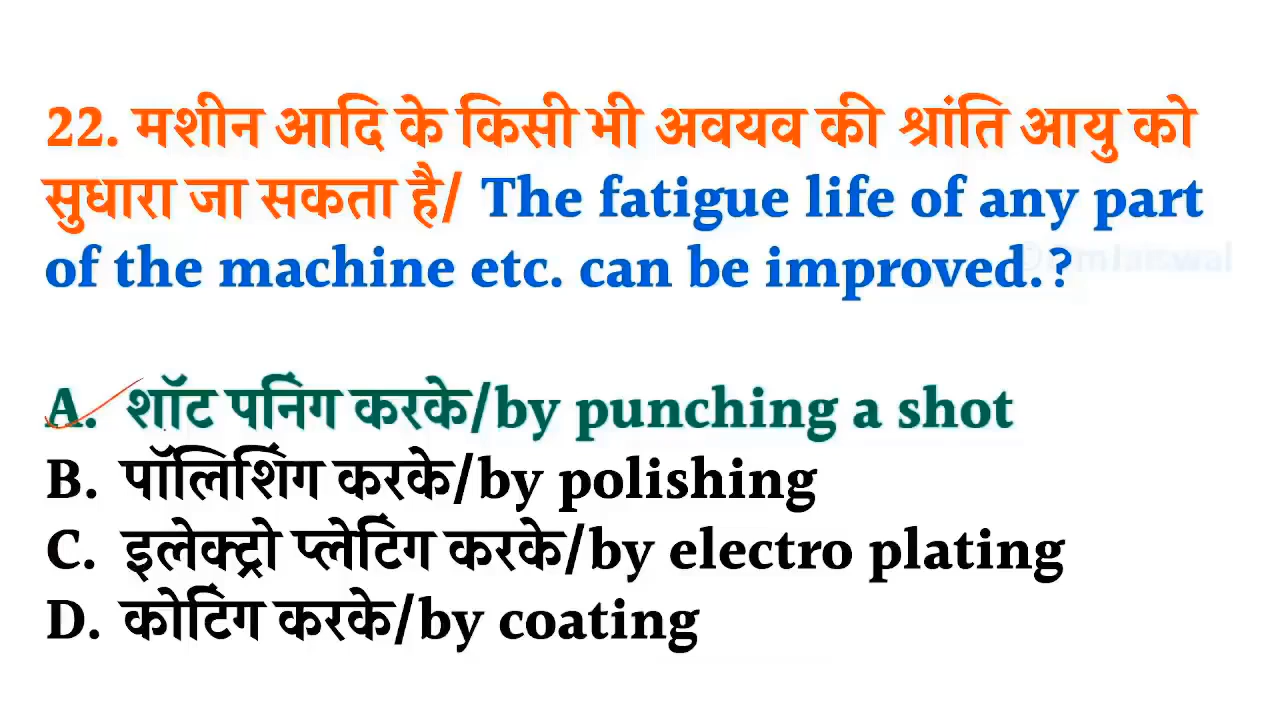 22. मशीन आदि के किसी भी अवयव की श्रांति आयु को
सुधारा जा सकता है/ The fatigue life of any part
of the machine etc. can be improved.?
A. शॉट पनिंग करके/by punching a shot
B. पॉलिशिंग करके/by polishing
C. इलेक्ट्रो प्लेटिंग करके/by electro plating
D. कोटिंग करके/by coating